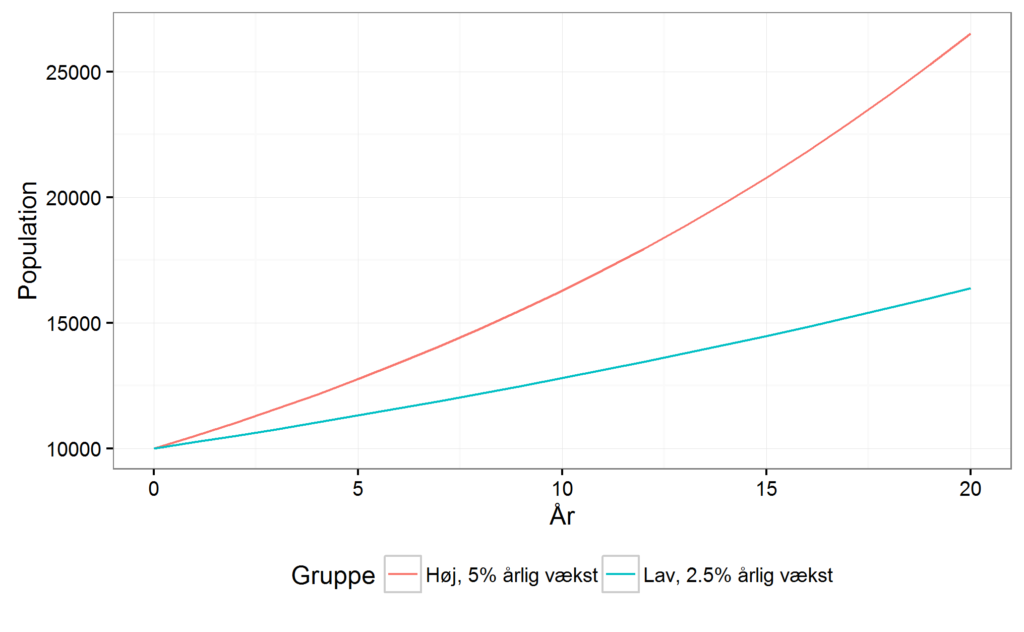 25000
20000
15000
10000
Population
0 5 10 15 20
År
Gruppe Høj, 5% årlig vækst Lav, 2.5% årlig vækst